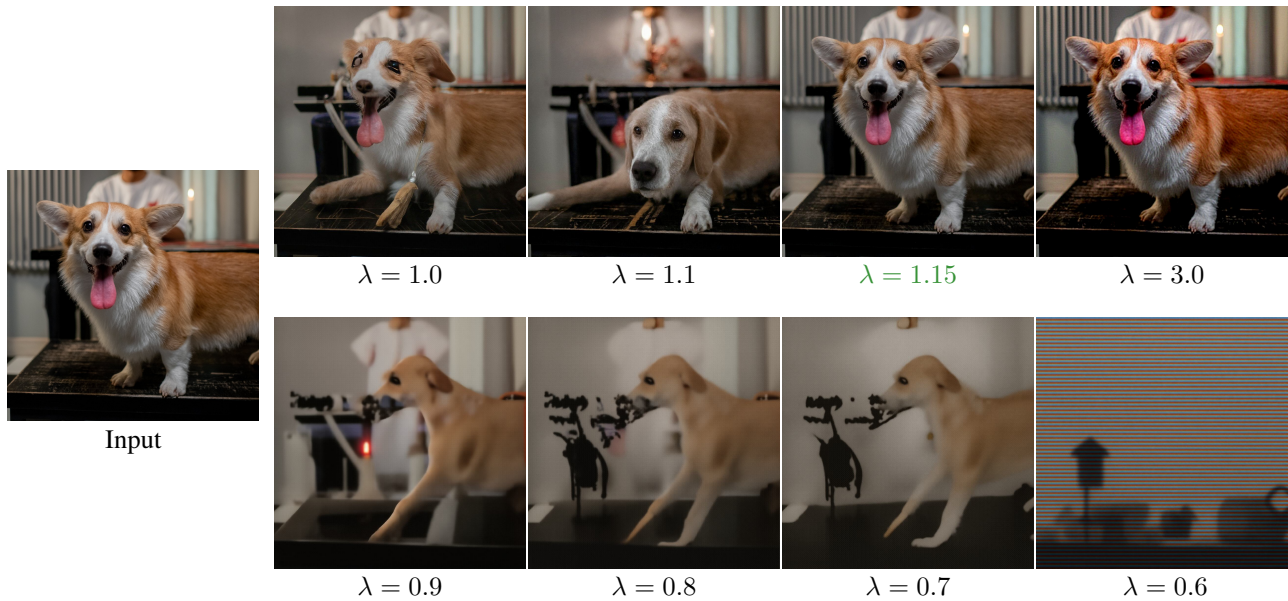 λ = 1.0
λ = 1.1
λ = 1.15
λ = 3.0
Input
λ = 0.9
λ = 0.8
λ = 0.7
λ = 0.6